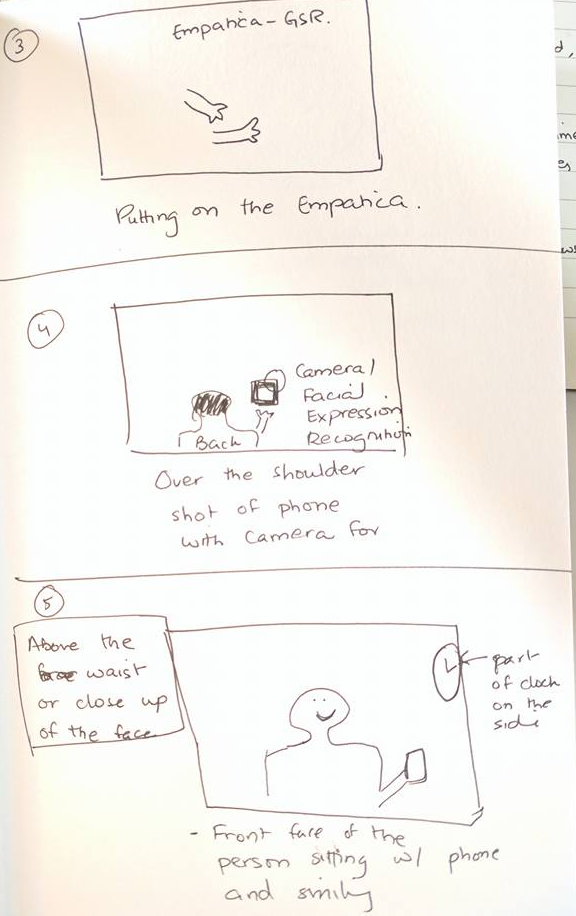 3
Empatica - GSR.
Putting on the Empatica.
4
Camera/
Facial
Expression
Recognition
Back
Over the shoulder
shot of phone
with Camera for
5
Above the
waist
or close up
of the face
part
of clock
on the
side
- Front face of the
person sitting w/ phone
and smiling